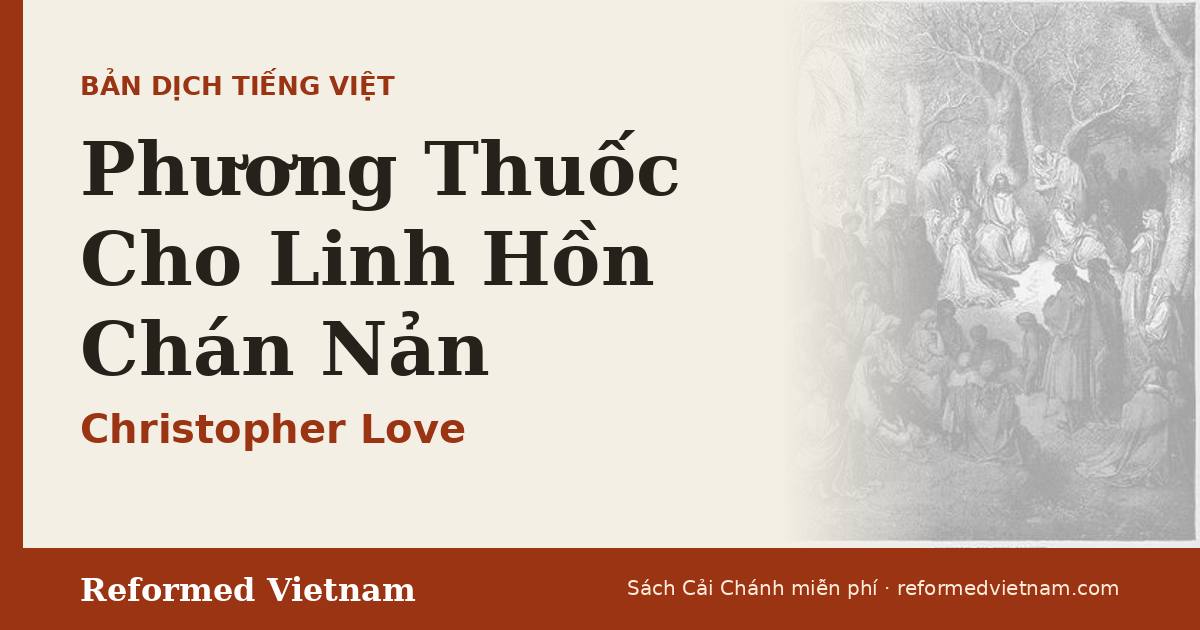 BẢN DỊCH TIẾNG VIỆT
Phương Thuốc
Cho Linh Hồn
Chán Nản
Christopher Love
Reformed Vietnam
Sách Cải Chánh miễn phí · reformedvietnam.com